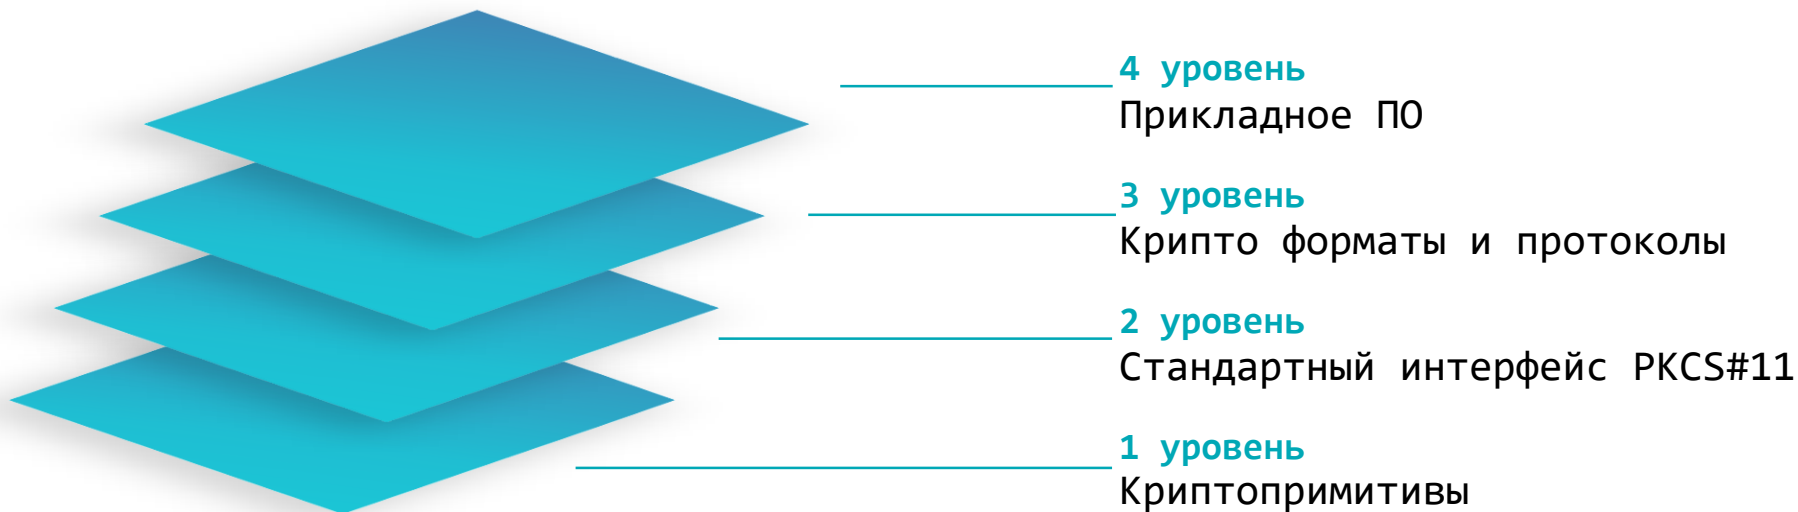 4 уровень
Прикладное ПО
3 уровень
Крипто форматы и протоколы
2 уровень
Стандартный интерфейс PKCS#11
1 уровень
Криптопримитивы